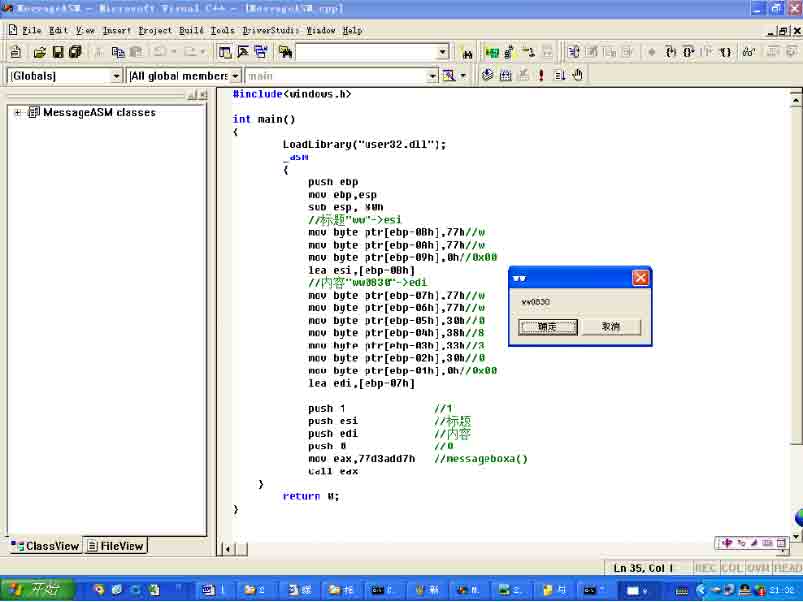 MessageASM - Microsoft Visual C++ - [MessageASM.cpp]
File Edit View Insert Project Build Tools DriverStudio Window Help
(Globals) [All global members main
MessageASM classes
#include<windows.h>
int main()
{
LoadLibrary("user32.dll");
_asm
{
push ebp
mov ebp,esp
sub esp, 40h
//标题"ww"->esi
mov byte ptr[ebp-0Bh],77h//w
mov byte ptr[ebp-0Ah],77h//w
mov byte ptr[ebp-09h],0h//0x00
lea esi,[ebp-0Bh]
//内容"ww0830"->edi
mov byte ptr[ebp-07h],77h//w
mov byte ptr[ebp-06h],77h//w
mov byte ptr[ebp-05h],30h//0
mov byte ptr[ebp-04h],38h//8
mov byte ptr[ebp-03h],33h//3
mov byte ptr[ebp-02h],30h//0
mov byte ptr[ebp-01h],0h//0x00
lea edi,[ebp-07h]
push 1 //1
push esi //标题
push edi //内容
push 0 //0
mov eax,77d3add7h //messageboxa()
call eax
}
return 0;
}
ww
ww0830
确定 取消
ClassView FileView
中
Ln 35, Col 1 REC COL OVR READ
开始 21:32